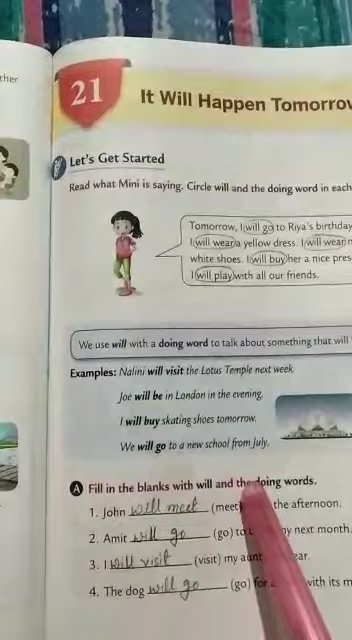 ther
21
It Will Happen Tomorrow
Let's Get Started
Read what Mini is saying. Circle will and the doing word in each
Tomorrow, I will go to Riya's birthday
I will wear a yellow dress. I will wear
white shoes. I will buy her a nice pres
I will play with all our friends.
We use will with a doing word to talk about something that will
Examples: Nalini will visit the Lotus Temple next week.
Joe will be in London in the evening.
I will buy skating shoes tomorrow.
We will go to a new school from July.
A Fill in the blanks with will and the doing words.
1. John will meet (meet) the afternoon.
2. Amit will go (go) to ny next month.
3. I will visit (visit) my aunt ear.
4. The dog will go (go) for with its m